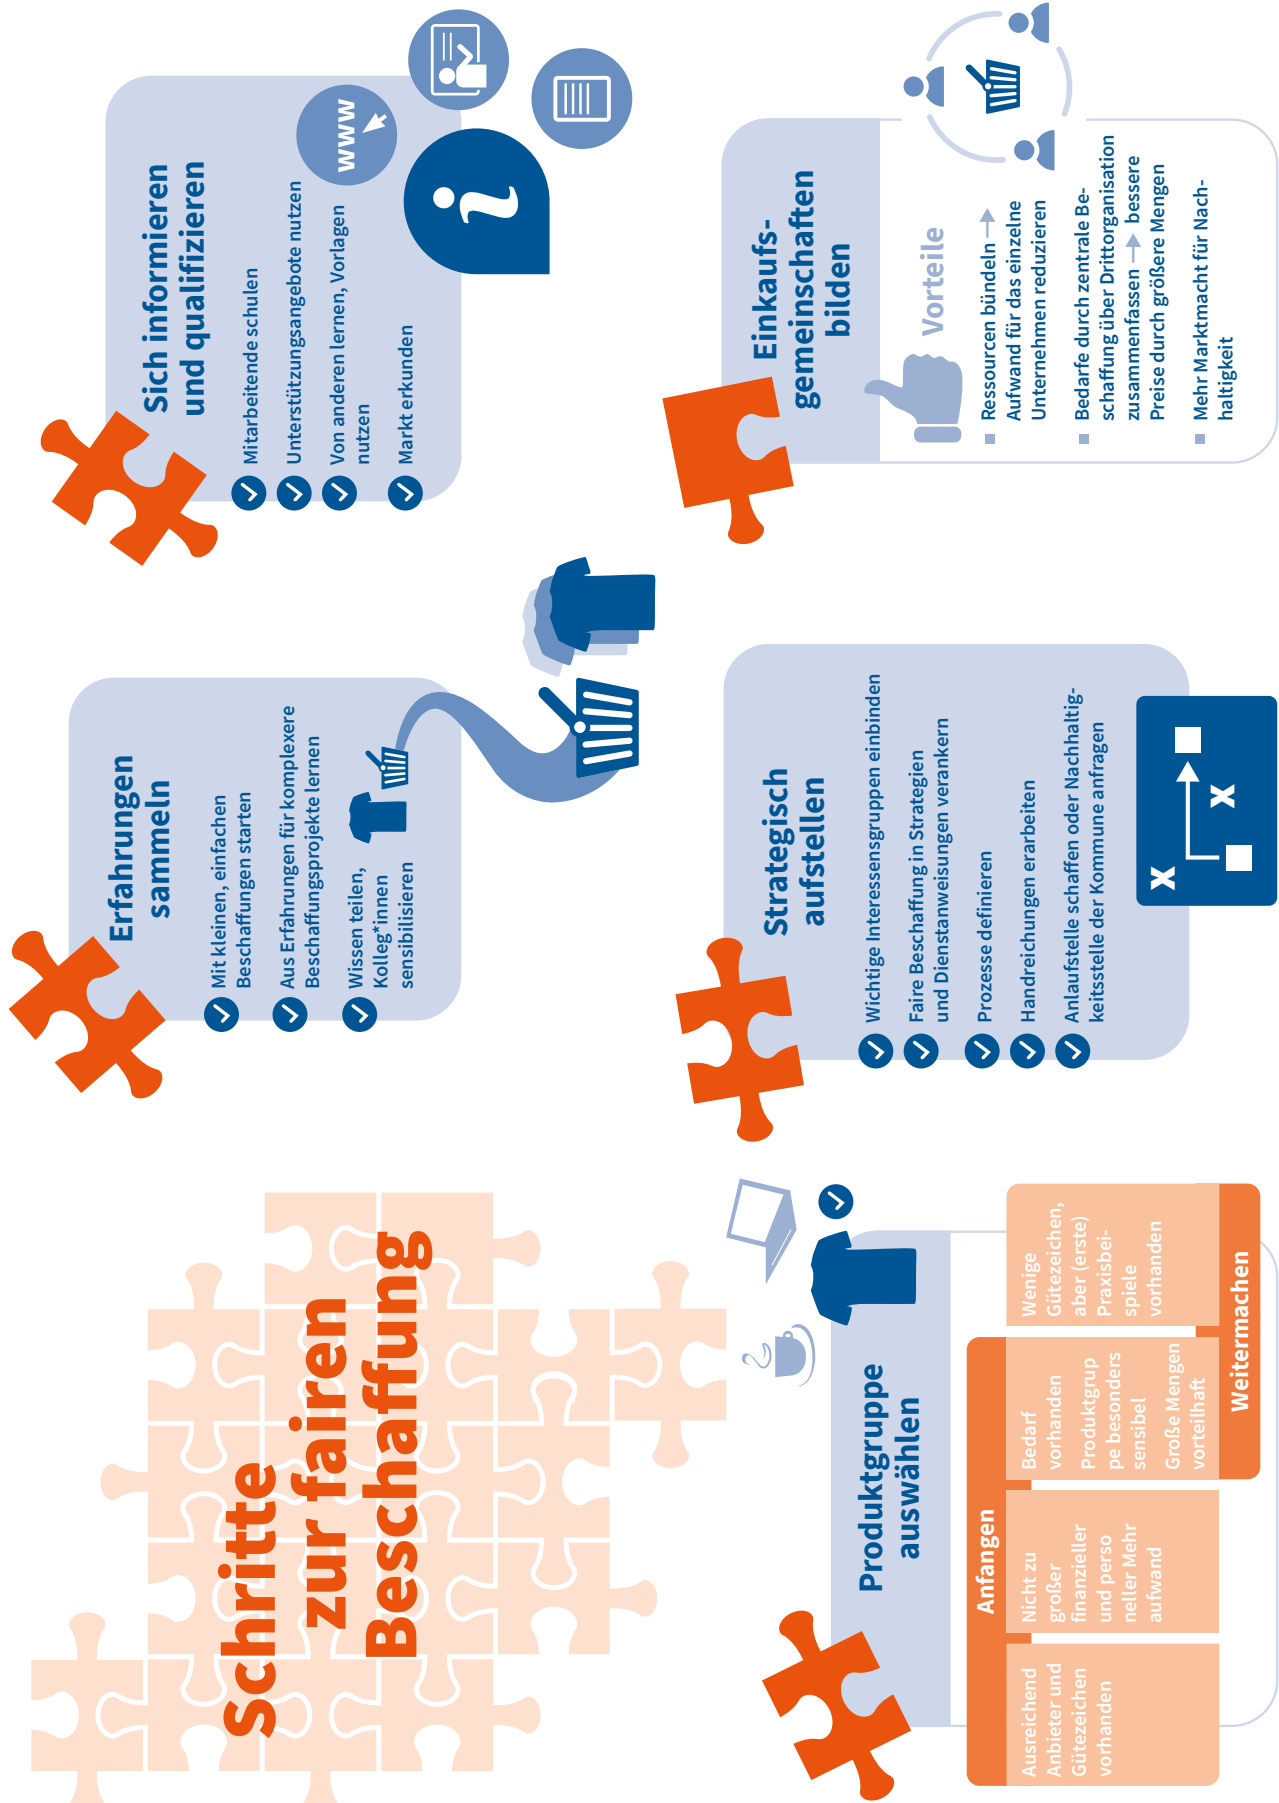 Schritte
zur fairen
Beschaffung
Erfahrungen
sammeln
Mit kleinen, einfachen
Beschaffungen starten
Aus Erfahrungen für komplexere
Beschaffungsprojekte lernen
Wissen teilen,
Kolleg*innen
sensibilisieren
Sich informieren
und qualifizieren
Mitarbeitende schulen
Unterstützungsangebote nutzen
Von anderen lernen, Vorlagen
nutzen
Markt erkunden
www
i
Produktgruppe
auswählen
Anfangen
Ausreichend
Anbieter und
Gütezeichen
vorhanden
Nicht zu
großer
finanzieller
und perso
neller Mehr
aufwand
Bedarf
vorhanden
Produktgrup
pe besonders
sensibel
Große Mengen
vorteilhaft
Wenige
Gütezeichen,
aber (erste)
Praxisbei-
spiele
vorhanden
Weitermachen
Strategisch
aufstellen
Wichtige Interessensgruppen einbinden
Faire Beschaffung in Strategien
und Dienstanweisungen verankern
Prozesse definieren
Handreichungen erarbeiten
Anlaufstelle schaffen oder Nachhaltig-
keitsstelle der Kommune anfragen
x
x
Einkaufs-
gemeinschaften
bilden
Vorteile
Ressourcen bündeln →
Aufwand für das einzelne
Unternehmen reduzieren
Bedarfe durch zentrale Be-
schaffung über Drittorganisation
zusammenfassen → bessere
Preise durch größere Mengen
Mehr Marktmacht für Nach-
haltigkeit